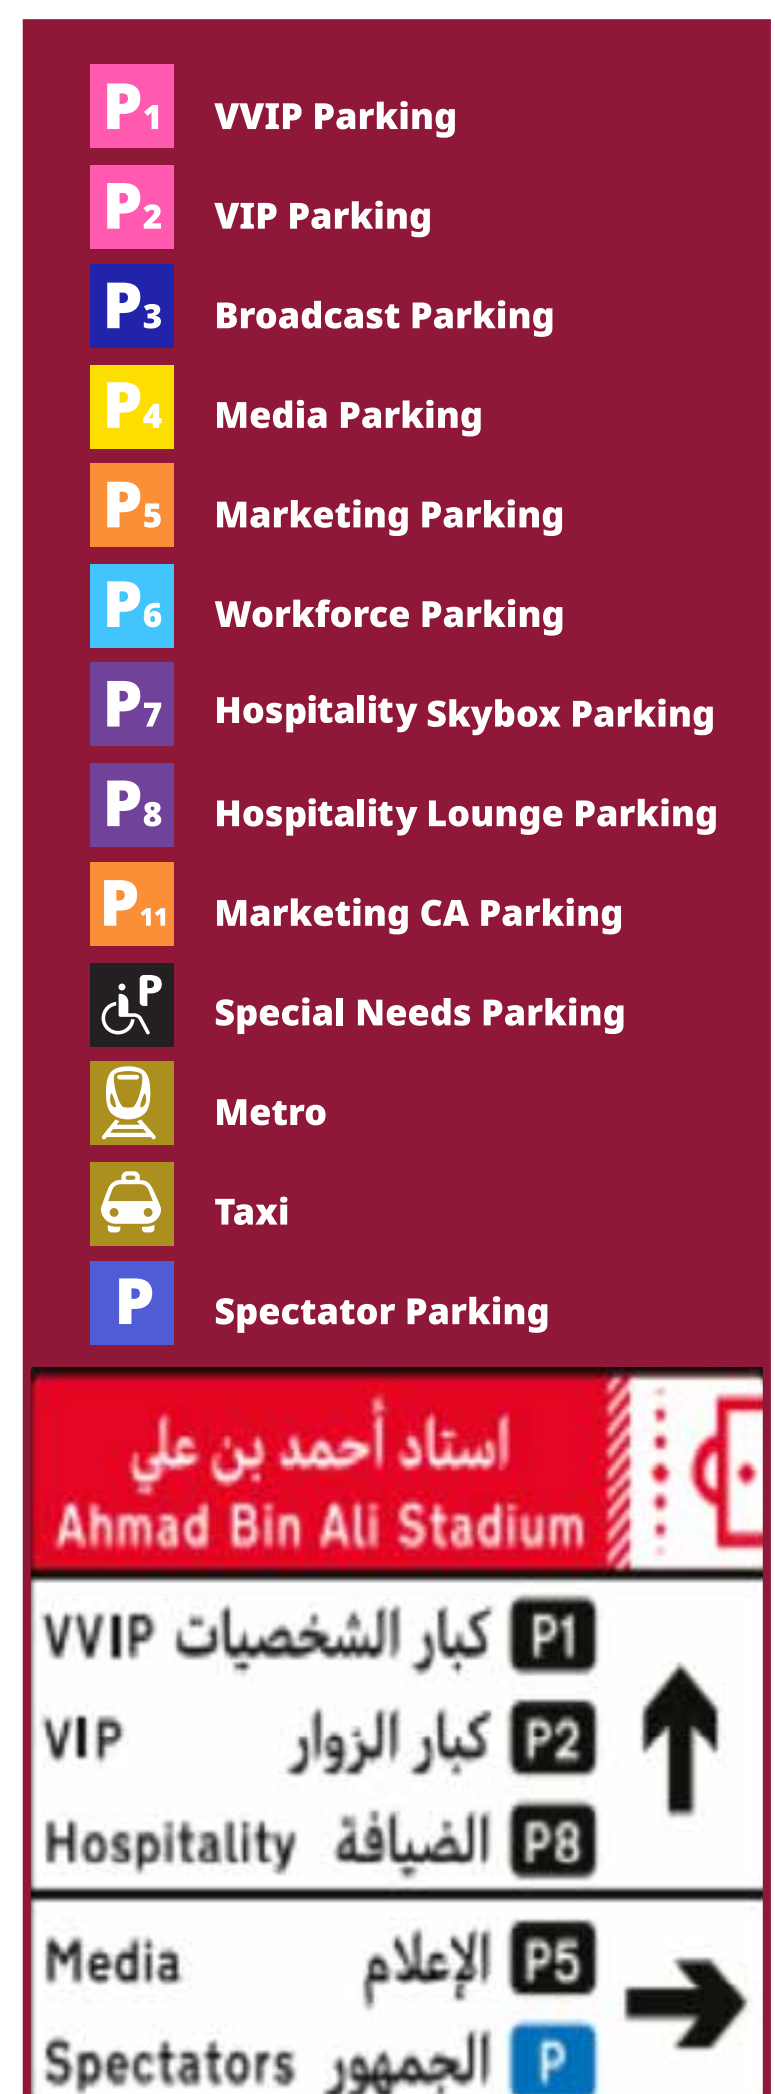 P1 VVIP Parking
P2 VIP Parking
P3 Broadcast Parking
P4 Media Parking
P5 Marketing Parking
P6 Workforce Parking
P7 Hospitality Skybox Parking
P8 Hospitality Lounge Parking
P11 Marketing CA Parking
P Special Needs Parking
Metro
Taxi
P Spectator Parking
استاد أحمد بن علي
Ahmad Bin Ali Stadium
VVIP كبار الشخصيات P1
VIP كبار الزوار P2
Hospitality الضيافة P8
Media الإعلام P5
Spectators الجمهور P